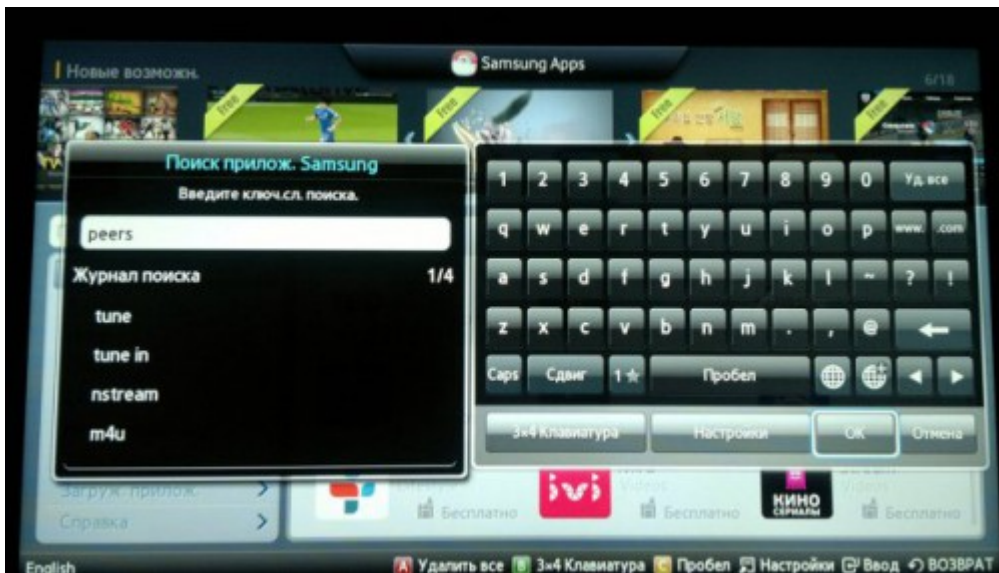 Samsung Apps
Новые возможн.
6/18
Free
Free
Free
Free
Поиск прилож. Samsung
Введите ключ.сл. поиска.
peers
Журнал поиска 1/4
tune
tune in
nstream
m4u
1 2 3 4 5 6 7 8 9 0 Уд. все
q w e r t y u i o p www. .com
a s d f g h j k l ~ ? !
z x c v b n m . , @
Caps Сдвиг 1 Пробел
3×4 Клавиатура Настройки OK Отмена
Загруж. прилож.
Справка
Videos
Бесплатно
ivi
Бесплатно
КИНО
СЕРИАЛЫ
Бесплатно
English
A Удалить все B 3×4 Клавиатура C Пробел Настройки Ввод ВОЗВРАТ